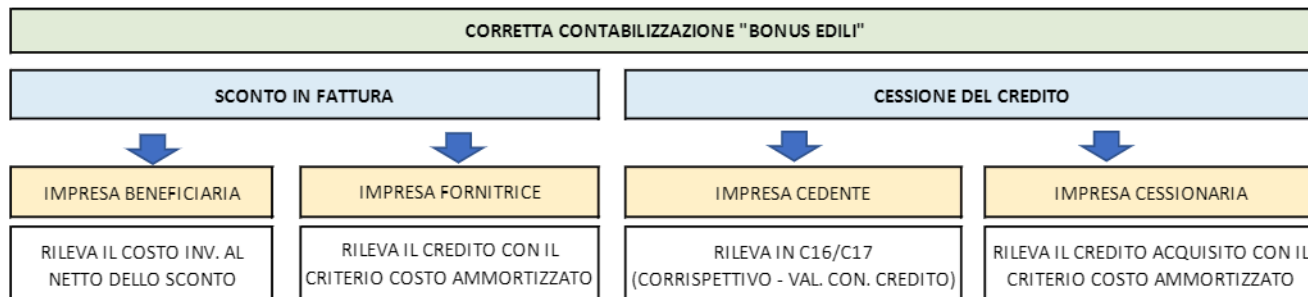 CORRETTA CONTABILIZZAZIONE "BONUS EDILI"
SCONTO IN FATTURA
CESSIONE DEL CREDITO
IMPRESA BENEFICIARIA
IMPRESA FORNITRICE
IMPRESA CEDENTE
IMPRESA CESSIONARIA
RILEVA IL COSTO INV. AL
NETTO DELLO SCONTO
RILEVA IL CREDITO CON IL
CRITERIO COSTO AMMORTIZZATO
RILEVA IN C16/C17
(CORRISPETTIVO - VAL. CON. CREDITO)
RILEVA IL CREDITO ACQUISITO CON IL
CRITERIO COSTO AMMORTIZZATO